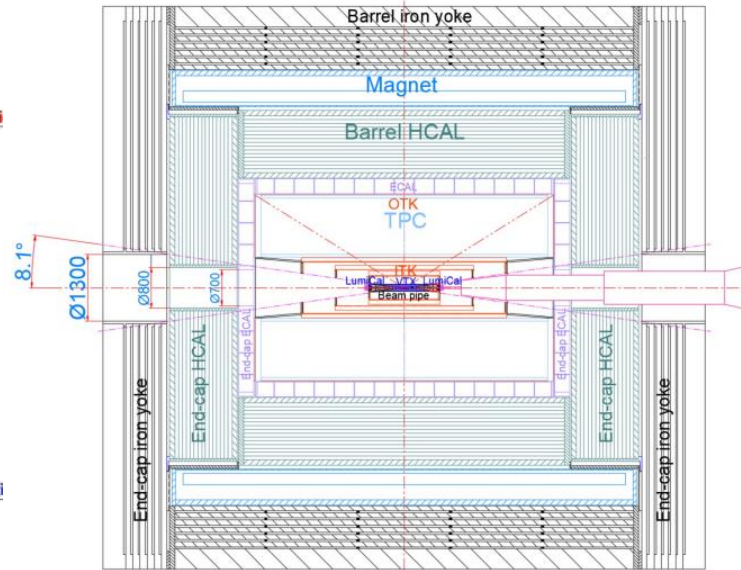 Barrel iron yoke
Magnet
Barrel HCAL
ECAL
OTK
TPC
8.1°
Ø1300
Ø800
Ø700
ITK
LumiCal
VTX
LumiCal
Beam pipe
End-cap ECAL
End-cap ECAL
End-cap HCAL
End-cap HCAL
End-cap iron yoke
End-cap iron yoke